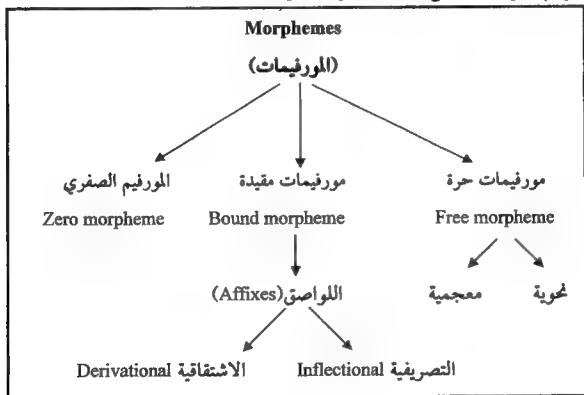 Morphemes
(المورفيمات)
مورفيمات حرة مورفيمات مقيدة المورفيم الصفري
Zero morpheme Bound morpheme Free morpheme
نحوية معجمية
اللواصق(Affixes)
التصريفية Inflectional الاشتقاقية Derivational